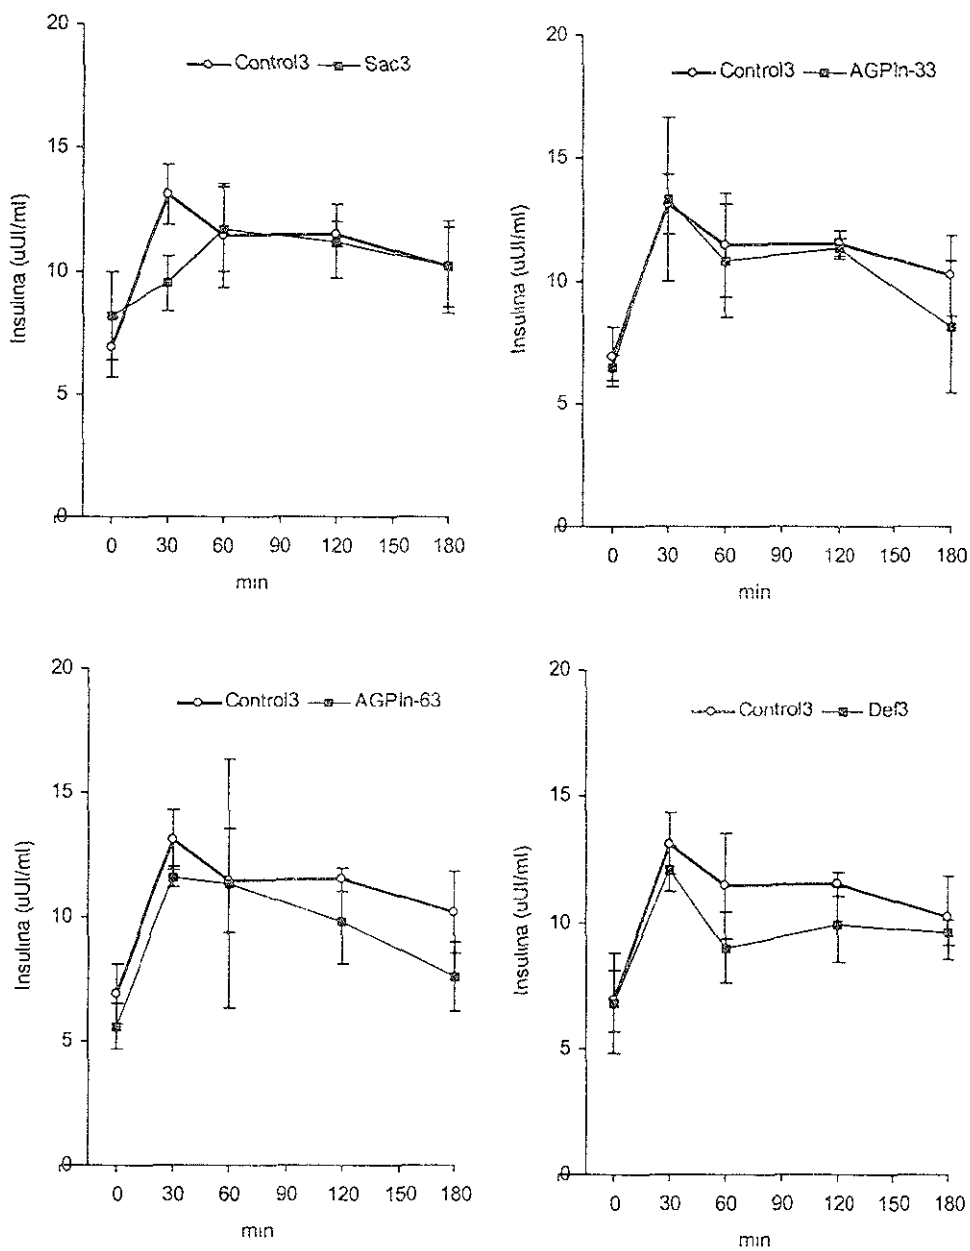 Control3 Sac3
Insulina (uUI/ml)
20
15
10
5
0
0 30 60 90 120 150 180
min
Control3 AGPIn-33
Insulina (uUI/ml)
20
15
10
5
0
0 30 60 90 120 150 180
min
Control3 AGPIn-63
Insulina (uUI/ml)
20
15
10
5
0
0 30 60 90 120 150 180
min
Control3 Def3
Insulina (uUI/ml)
20
15
10
5
0
0 30 60 90 120 150 180
min